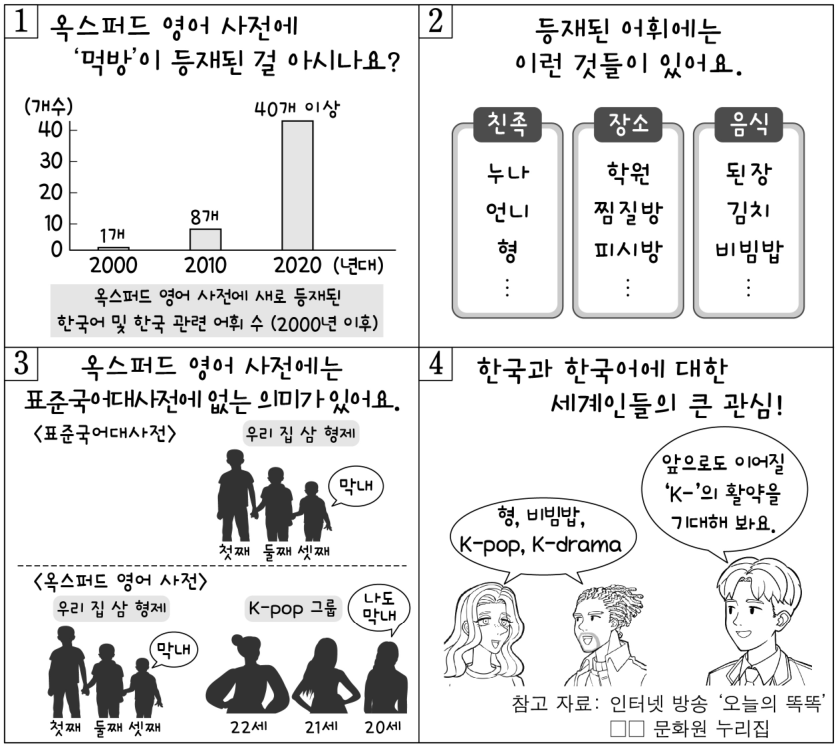 1
옥스퍼드 영어 사전에
‘먹방’이 등재된 걸 아시나요?
(개수)
40개 이상
40
30
20
10
0
1개
8개
2000
2010
2020
(년대)
옥스퍼드 영어 사전에 새로 등재된
한국어 및 한국 관련 어휘 수 (2000년 이후)
2
등재된 어휘에는
이런 것들이 있어요.
친족
누나
언니
형
⋮
장소
학원
찜질방
피시방
⋮
음식
된장
김치
비빔밥
⋮
3
옥스퍼드 영어 사전에는
표준국어대사전에 없는 의미가 있어요.
〈표준국어대사전〉
우리 집 삼 형제
막내
첫째 둘째 셋째
〈옥스퍼드 영어 사전〉
우리 집 삼 형제
막내
첫째 둘째 셋째
K-pop 그룹
나도
막내
22세 21세 20세
4
한국과 한국어에 대한
세계인들의 큰 관심!
형, 비빔밥,
K-pop, K-drama
앞으로도 이어질
‘K-’의 활약을
기대해 봐요.
참고 자료: 인터넷 방송 ‘오늘의 똑똑’
□□ 문화원 누리집